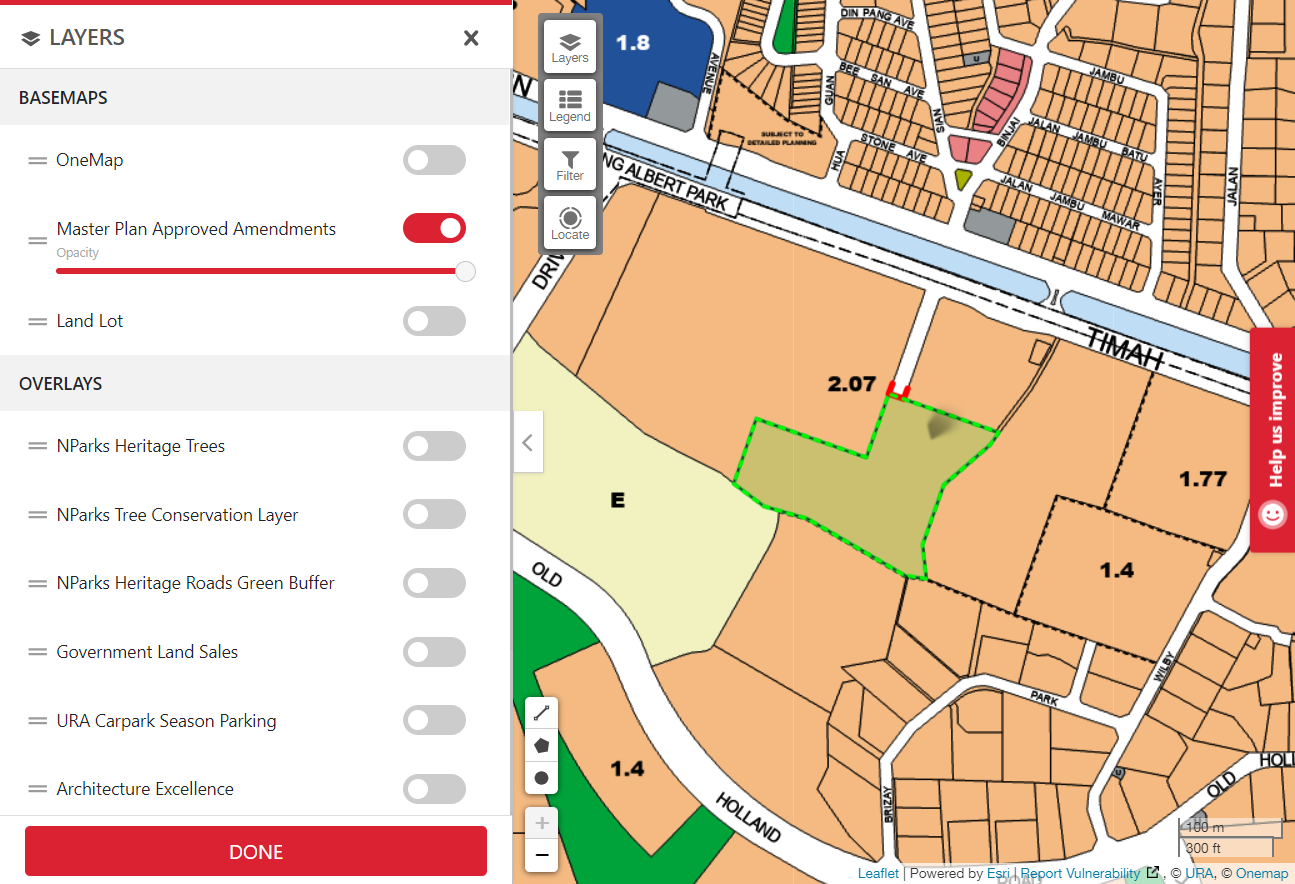 LAYERS
BASEMAPS
OneMap
Master Plan Approved Amendments
Opacity
Land Lot
OVERLAYS
NParks Heritage Trees
NParks Tree Conservation Layer
NParks Heritage Roads Green Buffer
Government Land Sales
URA Carpark Season Parking
Architecture Excellence
DONE
Layers
Legend
Filter
Locate
1.8
AVENUE
DIN PANG AVE
BEE SAN AVE
GUAN
HUA
STONE AVE
SIAN
U
JAMBU
BINJAI
JALAN JAMBU BATU
JALAN JAMBU MAWAR
AYER
JALAN
SUBJECT TO
DETAILED PLANNING
N
NG ALBERT PARK
DRIV
TIMAH
2.07
1.77
E
1.4
OLD
WILBY
PARK
1.4
HOLLAND
BRIZAY
U
OLD
HOLL
ROAD
Help us improve
100 m
300 ft
Leaflet | Powered by Esri | Report Vulnerability , © URA, © Onemap